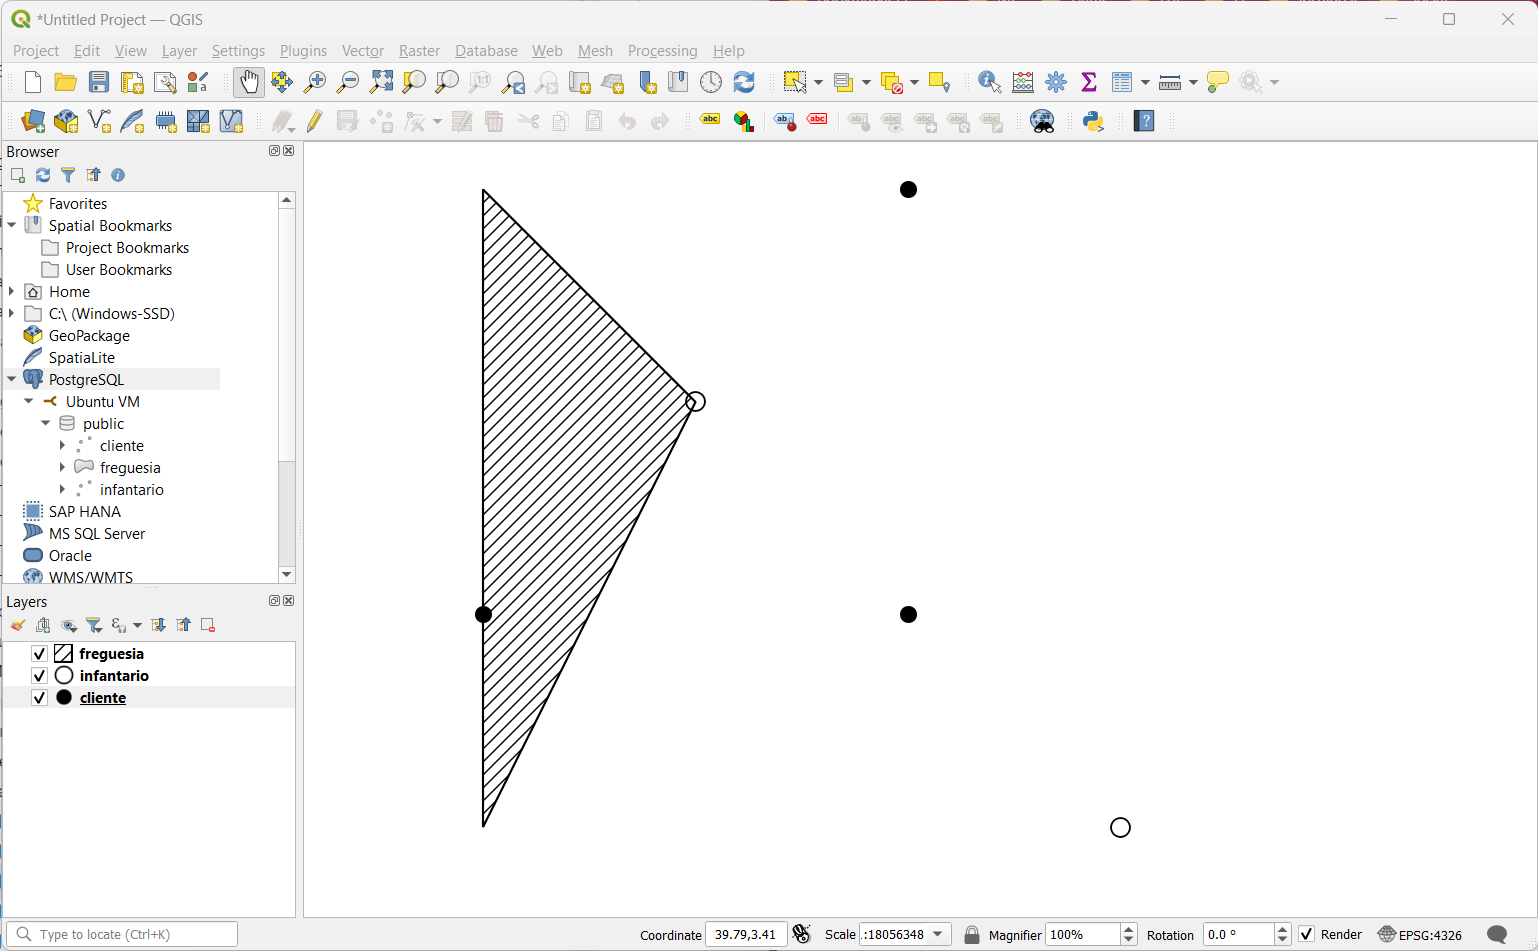 *Untitled Project — QGIS
Project Edit View Layer Settings Plugins Vector Raster Database Web Mesh Processing Help
Browser
Favorites
Spatial Bookmarks
Project Bookmarks
User Bookmarks
Home
C:\ (Windows-SSD)
GeoPackage
SpatiaLite
PostgreSQL
Ubuntu VM
public
cliente
freguesia
infantario
SAP HANA
MS SQL Server
Oracle
WMS/WMTS
Layers
freguesia
infantario
cliente
Type to locate (Ctrl+K)
Coordinate 39.79,3.41 Scale .:18056348 Magnifier 100% Rotation 0.0 ° Render EPSG:4326